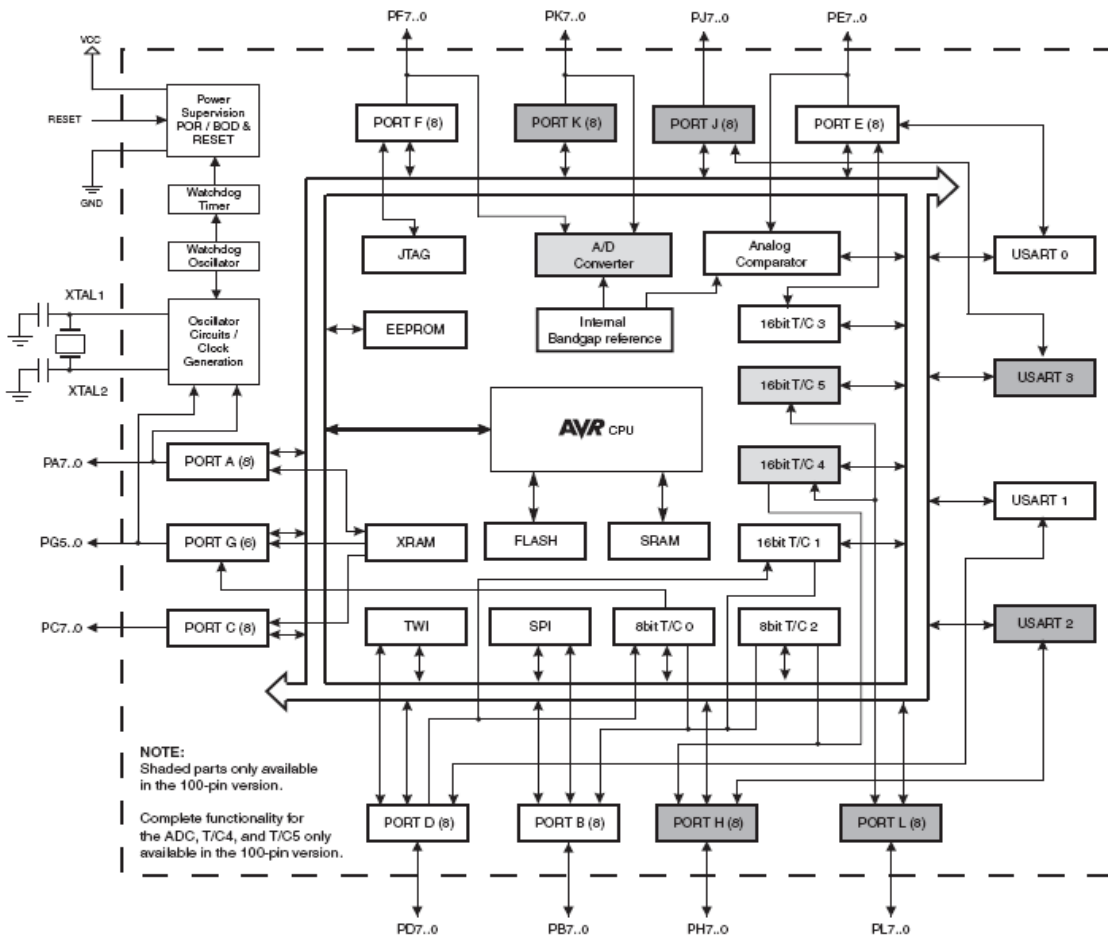 PF7..0
PK7..0
PJ7..0
PE7..0
VCC
RESET
GND
Power
Supervision
POR / BOD &
RESET
PORT F (8)
PORT K (8)
PORT J (8)
PORT E (8)
Watchdog
Timer
Watchdog
Oscillator
XTAL1
Oscillator
Circuits /
Clock
Generation
XTAL2
JTAG
A/D
Converter
Analog
Comparator
USART 0
EEPROM
Internal
Bandgap reference
16bit T/C 3
16bit T/C 5
USART 3
AVR CPU
16bit T/C 4
PA7..0
PORT A (8)
USART 1
PG5..0
PORT G (6)
XRAM
FLASH
SRAM
16bit T/C 1
PC7..0
PORT C (8)
TWI
SPI
8bit T/C 0
8bit T/C 2
USART 2
NOTE:
Shaded parts only available
in the 100-pin version.
Complete functionality for
the ADC, T/C4, and T/C5 only
available in the 100-pin version.
PORT D (8)
PORT B (8)
PORT H (8)
PORT L (8)
PD7..0
PB7..0
PH7..0
PL7..0